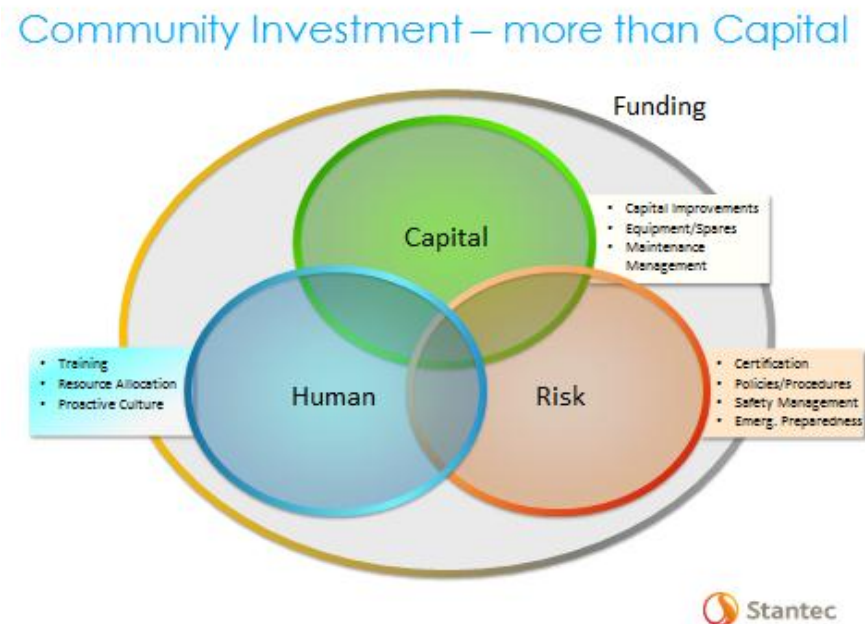 Community Investment – more than Capital
Funding
Capital
• Capital Improvements
• Equipment/Spares
• Maintenance
Management
• Training
• Resource Allocation
• Proactive Culture
Human
Risk
• Certification
• Policies/Procedures
• Safety Management
• Emerg. Preparedness
Stantec